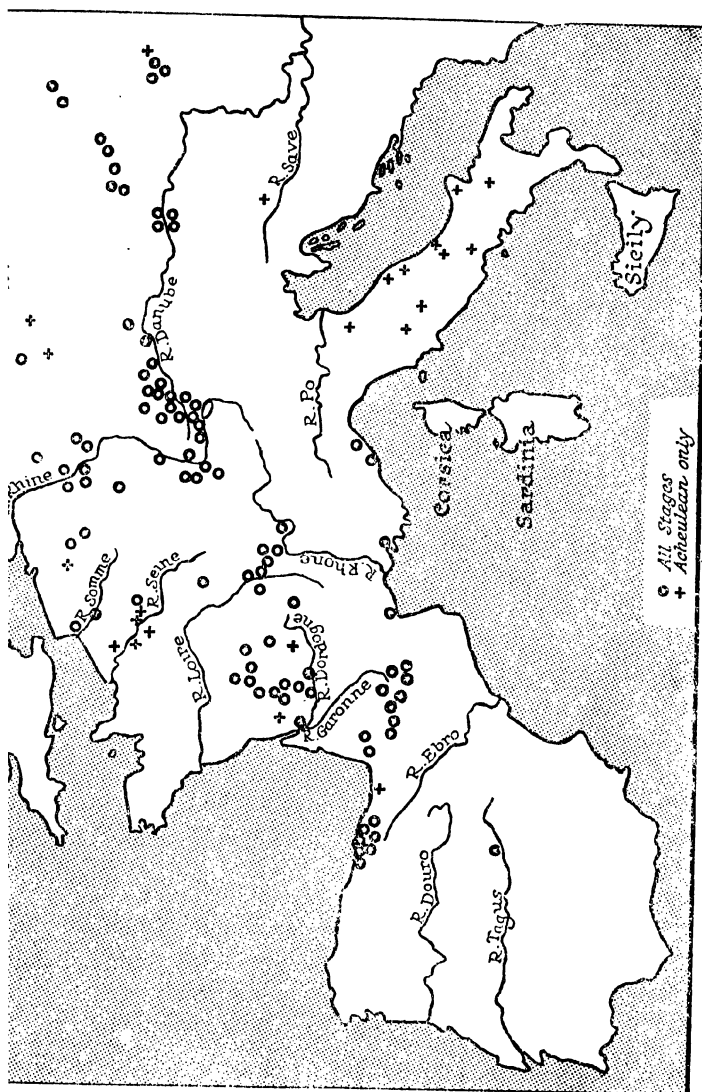 R. Save
R. Danube
R. Po
Rhine
R. Somme
R. Seine
R. Loire
R. Rhone
R. Dordogne
R. Garonne
R. Ebro
R. Douro
R. Tagus
Corsica
Sardinia
Sicily
All Stages
+ Acheulean only